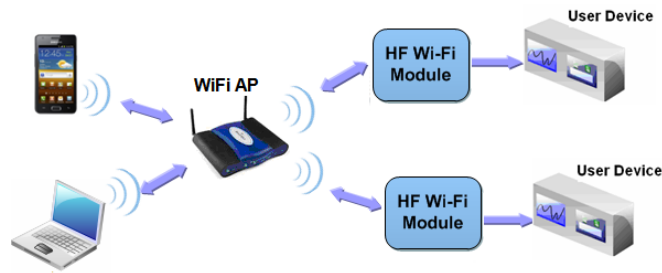 User Device
HF Wi-Fi
Module
WiFi AP
User Device
HF Wi-Fi
Module